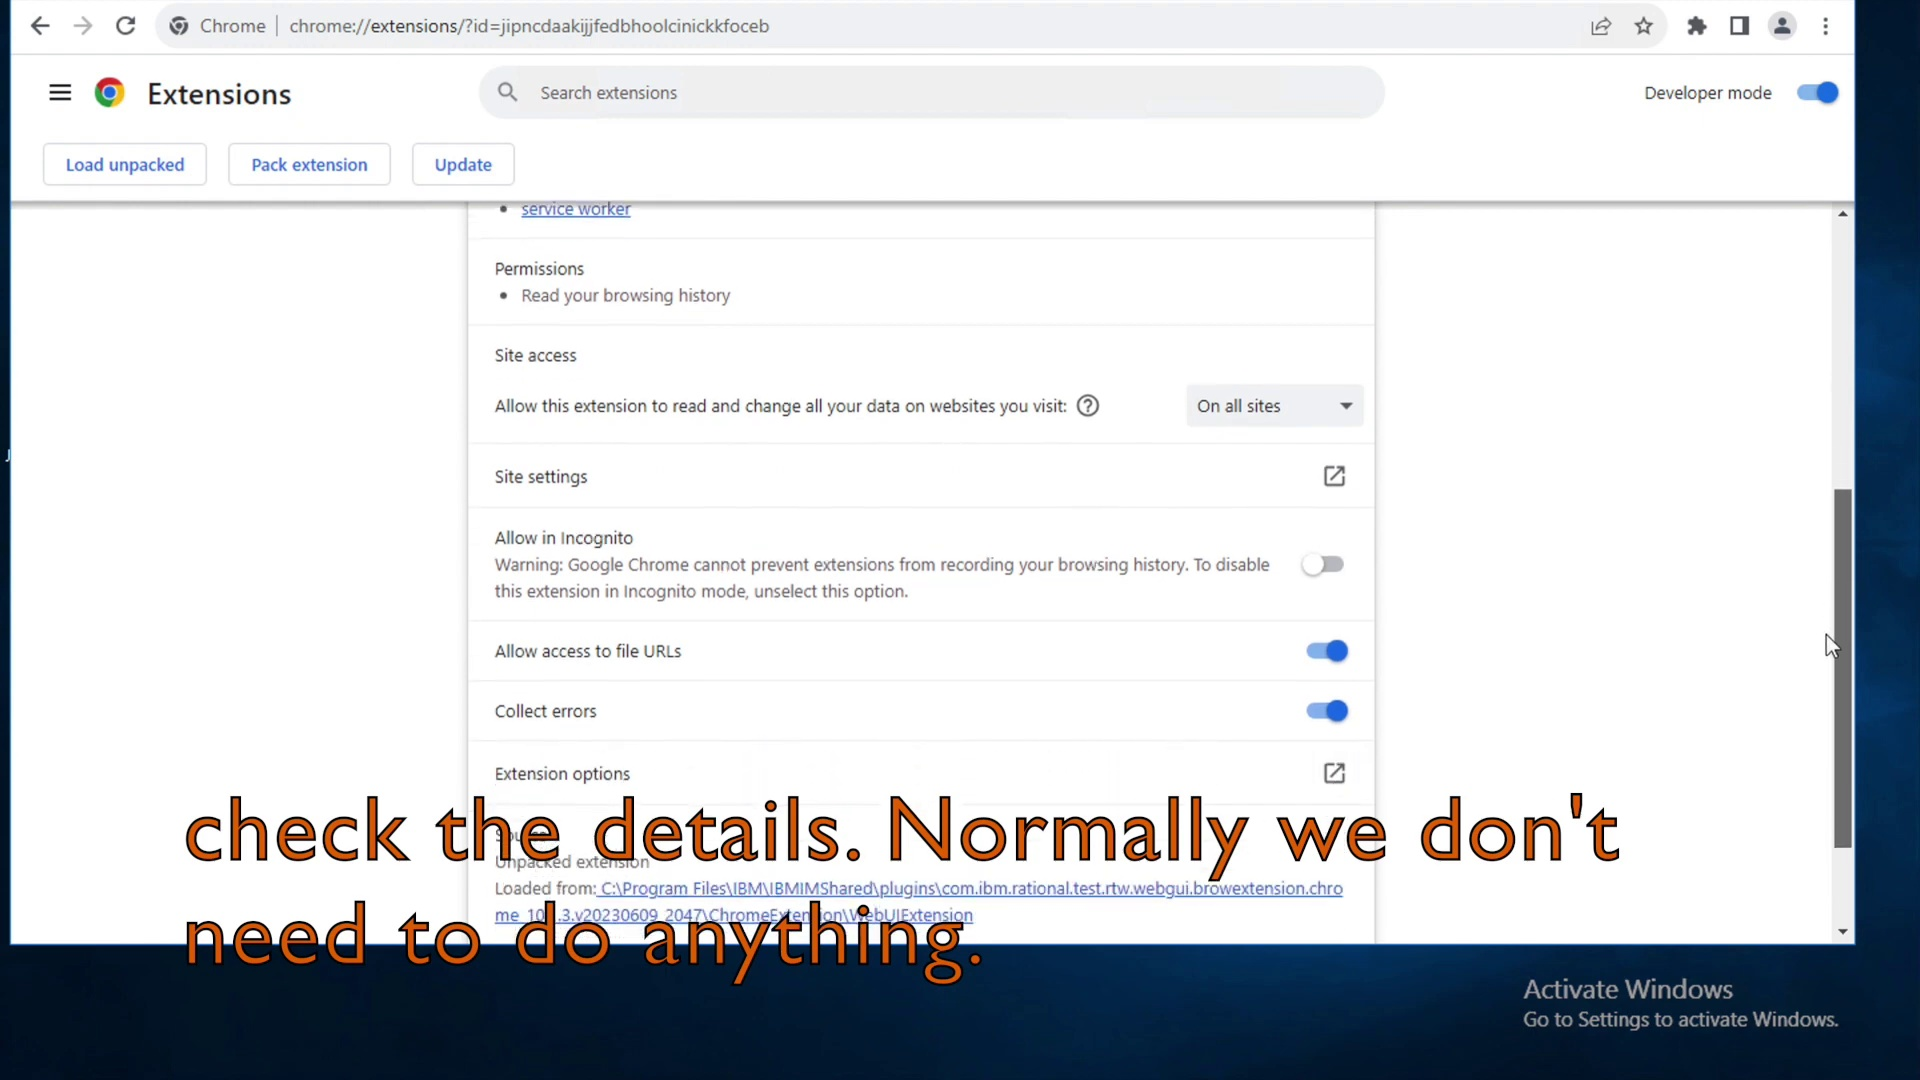 Chrome chrome://extensions/?id=jipncdaakijjfedbhoolcinickkfoceb
Extensions
Search extensions
Developer mode
Load unpacked
Pack extension
Update
service worker
Permissions
Read your browsing history
Site access
Allow this extension to read and change all your data on websites you visit:
On all sites
Site settings
Allow in Incognito
Warning: Google Chrome cannot prevent extensions from recording your browsing history. To disable
this extension in Incognito mode, unselect this option.
Allow access to file URLs
Collect errors
Extension options
check the details. Normally we don't
need to do anything.
Unpacked extension
Loaded from: C:\Program Files\IBM\IBMIMShared\plugins\com.ibm.rational.test.rtw.webgui.browextension.chro
20230609_2047\ChromeExtension\WebUIExtension
Activate Windows
Go to Settings to activate Windows.